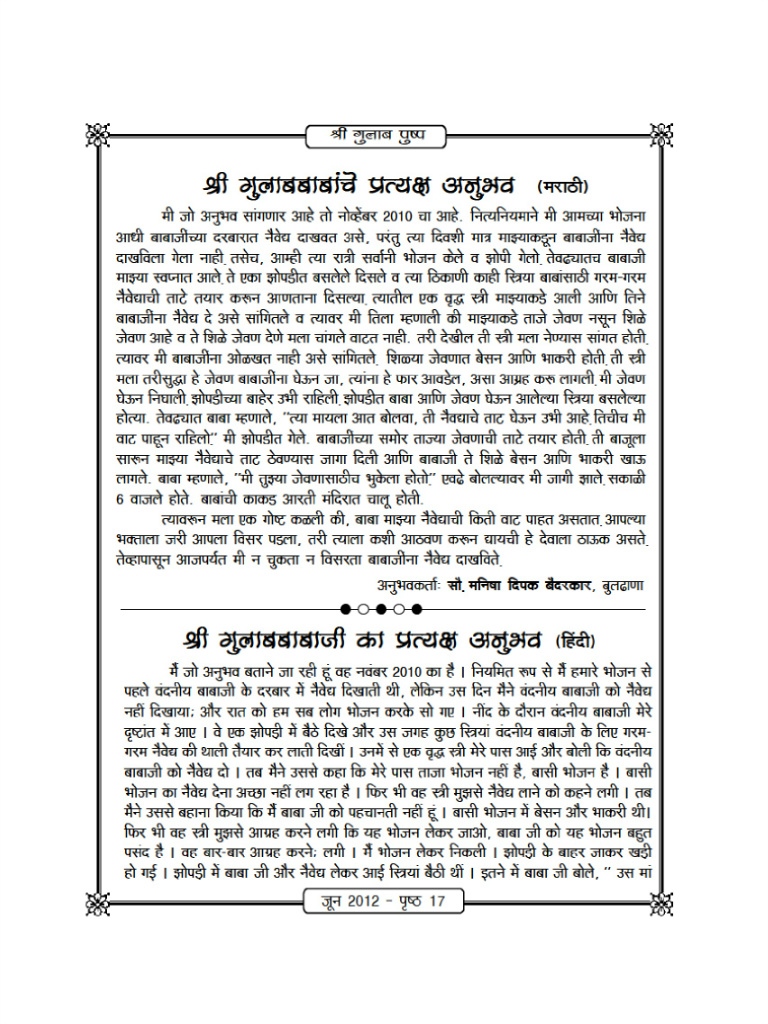 श्री गुलाब पुष्प
श्री गुलाबबाबांचे प्रत्यक्ष अनुभव (मराठी)
मी जो अनुभव सांगणार आहे तो नोव्हेंबर 2010 चा आहे. नित्यनियमाने मी आमच्या भोजना
आधी बाबाजींच्या दरबारात नैवेद्य दाखवत असे, परंतु त्या दिवशी मात्र माझ्याकडून बाबाजींना नैवेद्य
दाखविला गेला नाही. तसेच, आम्ही त्या रात्री सर्वांनी भोजन केले व झोपी गेलो. तेवढ्यातच बाबाजी
माझ्या स्वप्नात आले. ते एका झोपडीत बसलेले दिसले व त्या ठिकाणी काही स्त्रिया बाबांसाठी गरम-गरम
नैवेद्याची ताटे तयार करून आणताना दिसल्या. त्यातील एक वृद्ध स्त्री माझ्याकडे आली आणि तिने
बाबाजींना नैवेद्य दे असे सांगितले व त्यावर मी तिला म्हणाली की माझ्याकडे ताजे जेवण नसून शिळे
जेवण आहे व ते शिळे जेवण देणे मला चांगले वाटत नाही. तरी देखील ती स्त्री मला नेण्यास सांगत होती.
त्यावर मी बाबाजींना ओळखत नाही असे सांगितले. शिळ्या जेवणात बेसन आणि भाकरी होती. ती स्त्री
मला तरीसुद्धा हे जेवण बाबाजींना घेऊन जा, त्यांना हे फार आवडेल, असा आग्रह करू लागली. मी जेवण
घेऊन निघाली. झोपडीच्या बाहेर उभी राहिली. झोपडीत बाबा आणि जेवण घेऊन आलेल्या स्त्रिया बसलेल्या
होत्या. तेवढ्यात बाबा म्हणाले, ''त्या मायला आत बोलवा, ती नैवद्याचे ताट घेऊन उभी आहे. तिचीच मी
वाट पाहून राहिलो.'' मी झोपडीत गेले. बाबाजींच्या समोर ताज्या जेवणाची ताटे तयार होती. ती बाजूला
सारून माझ्या नैवेद्याचे ताट ठेवण्यास जागा दिली आणि बाबाजी ते शिळे बेसन आणि भाकरी खाऊ
लागले. बाबा म्हणाले, ''मी तुझ्या जेवणासाठीच भुकेला होतो.'' एवढे बोलल्यावर मी जागी झाले. सकाळी
6 वाजले होते. बाबांची काकड आरती मंदिरात चालू होती.
त्यावरून मला एक गोष्ट कळली की, बाबा माझ्या नैवेद्याची किती वाट पाहत असतात. आपल्या
भक्ताला जरी आपला विसर पडला, तरी त्याला कशी आठवण करून द्यायची हे देवाला ठाऊक असते.
तेव्हापासून आजपर्यत मी न चुकता न विसरता बाबाजींना नैवेद्य दाखविते.
अनुभवकर्ताः सौ. मनिषा दिपक बैदरकार, बुलढाणा
श्री गुलाबबाबाजी का प्रत्यक्ष अनुभव (हिंदी)
मैं जो अनुभव बताने जा रही हूं वह नवंबर 2010 का है । नियमित रूप से मैं हमारे भोजन से
पहले वंदनीय बाबाजी के दरबार में नैवेद्य दिखाती थी, लेकिन उस दिन मैने वंदनीय बाबाजी को नैवेद्य
नहीं दिखाया; और रात को हम सब लोग भोजन करके सो गए । नींद के दौरान वंदनीय बाबाजी मेरे
दृष्टांत में आए । वे एक झोपड़ी में बैठे दिखे और उस जगह कुछ स्त्रियां वंदनीय बाबाजी के लिए गरम-
गरम नैवेद्य की थाली तैयार कर लाती दिखीं । उनमें से एक वृद्ध स्त्री मेरे पास आई और बोली कि वंदनीय
बाबाजी को नैवेद्य दो । तब मैने उससे कहा कि मेरे पास ताजा भोजन नहीं है, बासी भोजन है । बासी
भोजन का नैवेद्य देना अच्छा नहीं लग रहा है । फिर भी वह स्त्री मुझसे नैवेद्य लाने को कहने लगी । तब
मैने उससे बहाना किया कि मैं बाबा जी को पहचानती नहीं हूं । बासी भोजन में बेसन और भाकरी थी।
फिर भी वह स्त्री मुझसे आग्रह करने लगी कि यह भोजन लेकर जाओ, बाबा जी को यह भोजन बहुत
पसंद है । वह बार-बार आग्रह करने; लगी । मैं भोजन लेकर निकली । झोपड़ी के बाहर जाकर खड़ी
हो गई । झोपड़ी में बाबा जी और नैवेद्य लेकर आई स्त्रियां बैठी थीं । इतने में बाबा जी बोले, '' उस मां
जून 2012 - पृष्ठ 17